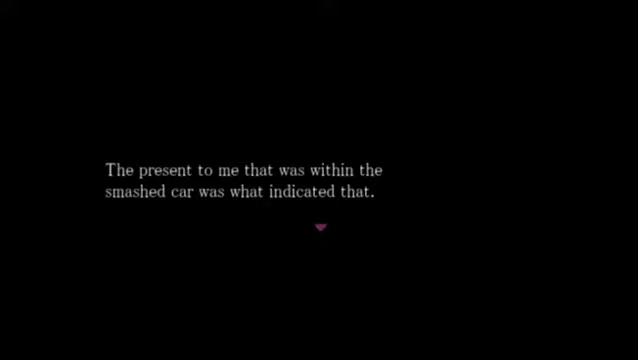 The present to me that was within the
smashed car was what indicated that.